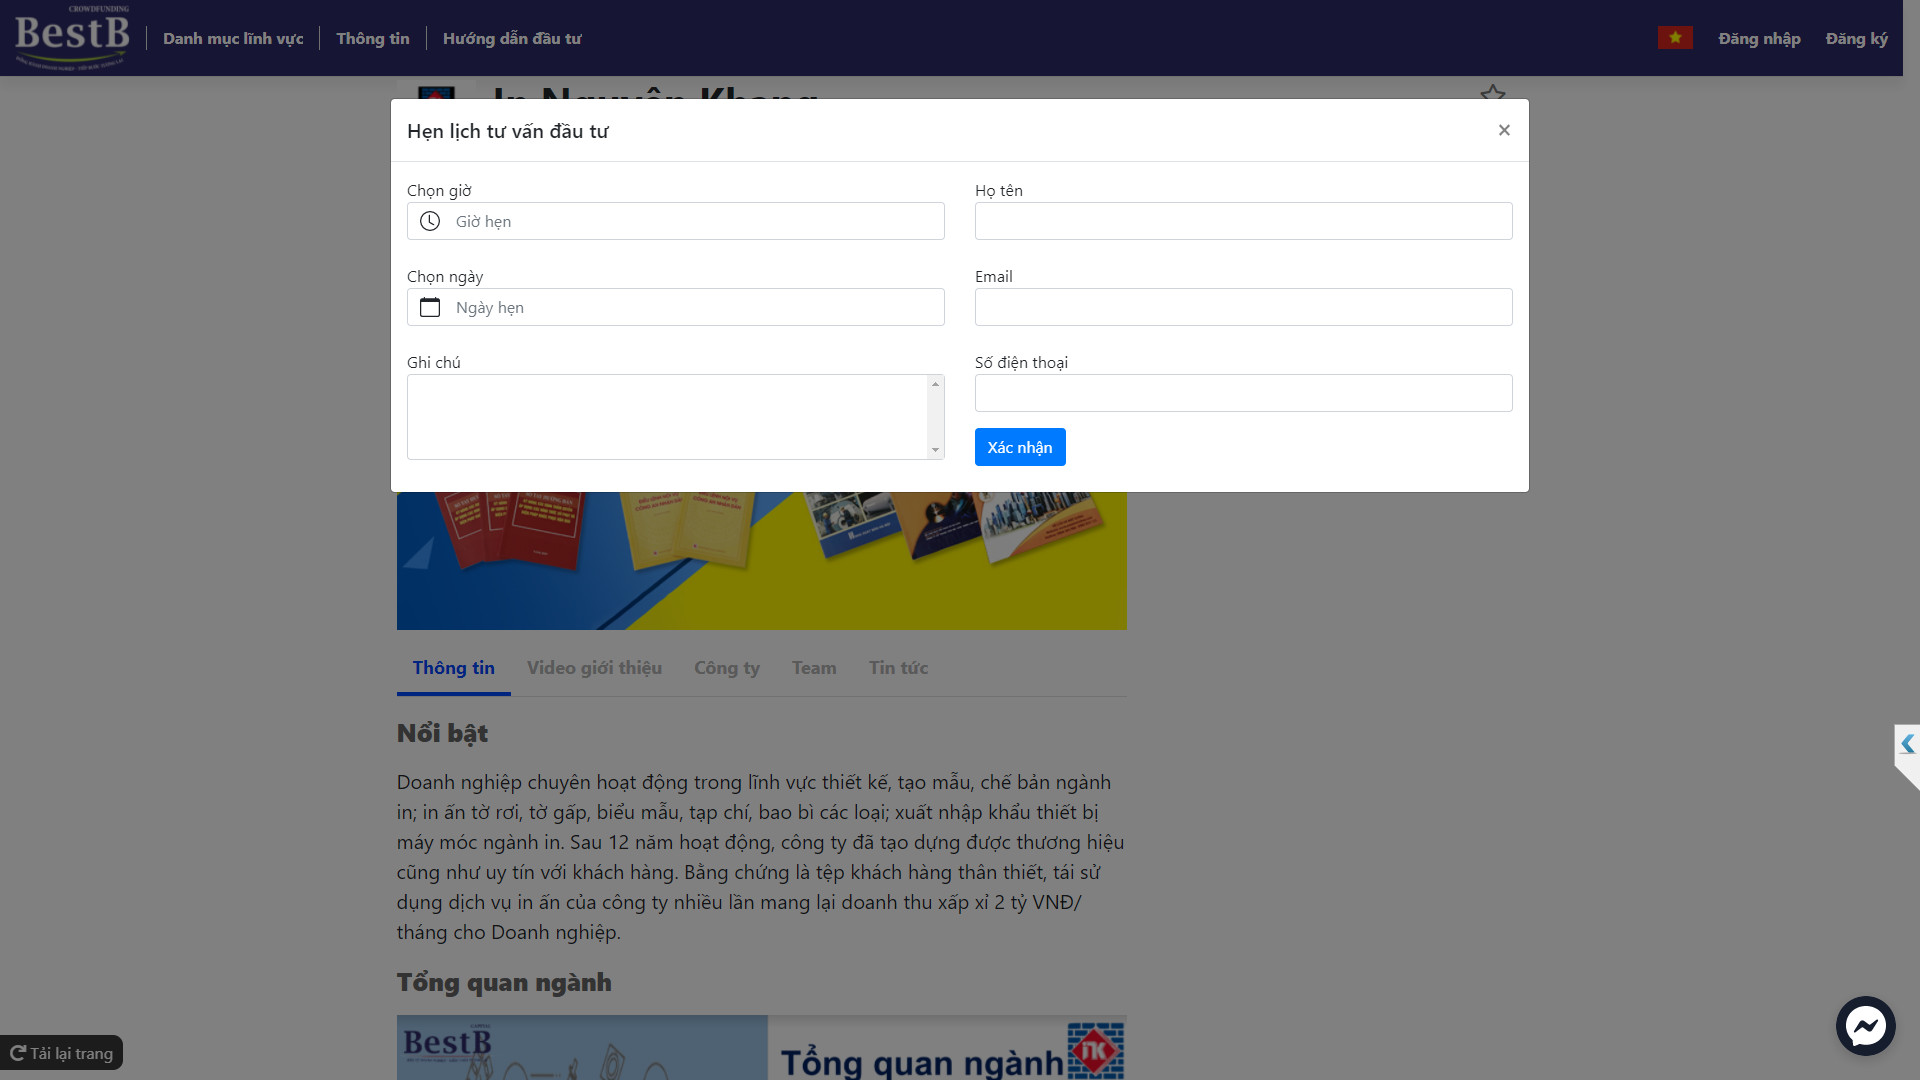 CROWDFUNDING
BestB
Danh mục lĩnh vực
Thông tin
Hướng dẫn đầu tư
Đăng nhập
Đăng ký
In Nguyên Khang
Hẹn lịch tư vấn đầu tư
×
Chọn giờ
Giờ hẹn
Họ tên
Chọn ngày
Ngày hẹn
Email
Ghi chú
Số điện thoại
Xác nhận
Thông tin
Video giới thiệu
Công ty
Team
Tin tức
Nổi bật
Doanh nghiệp chuyên hoạt động trong lĩnh vực thiết kế, tạo mẫu, chế bản ngành
in; in ấn tờ rơi, tờ gấp, biểu mẫu, tạp chí, bao bì các loại; xuất nhập khẩu thiết bị
máy móc ngành in. Sau 12 năm hoạt động, công ty đã tạo dựng được thương hiệu
cũng như uy tín với khách hàng. Bằng chứng là tệp khách hàng thân thiết, tái sử
dụng dịch vụ in ấn của công ty nhiều lần mang lại doanh thu xấp xỉ 2 tỷ VNĐ/
tháng cho Doanh nghiệp.
Tổng quan ngành
BestB
Tổng quan ngành
Tải lại trang